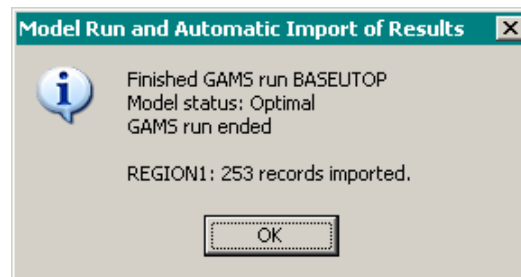 Model Run and Automatic Import of Results
Finished GAMS run BASEUTOP
Model status: Optimal
GAMS run ended
REGION1: 253 records imported.
OK